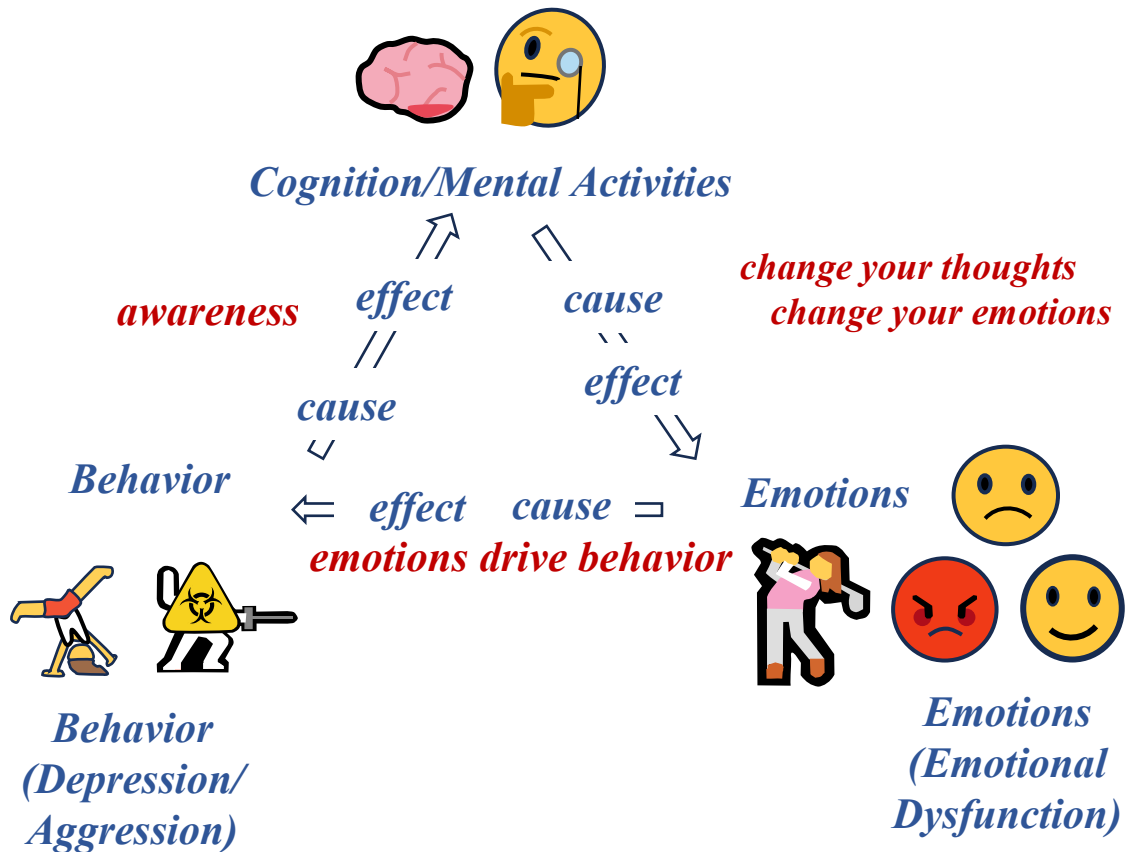 Cognition/Mental Activities
change your thoughts
change your emotions
awareness
effect
cause
effect
cause
Behavior
effect
cause
Emotions
emotions drive behavior
Behavior
(Depression/
Aggression)
Emotions
(Emotional
Dysfunction)